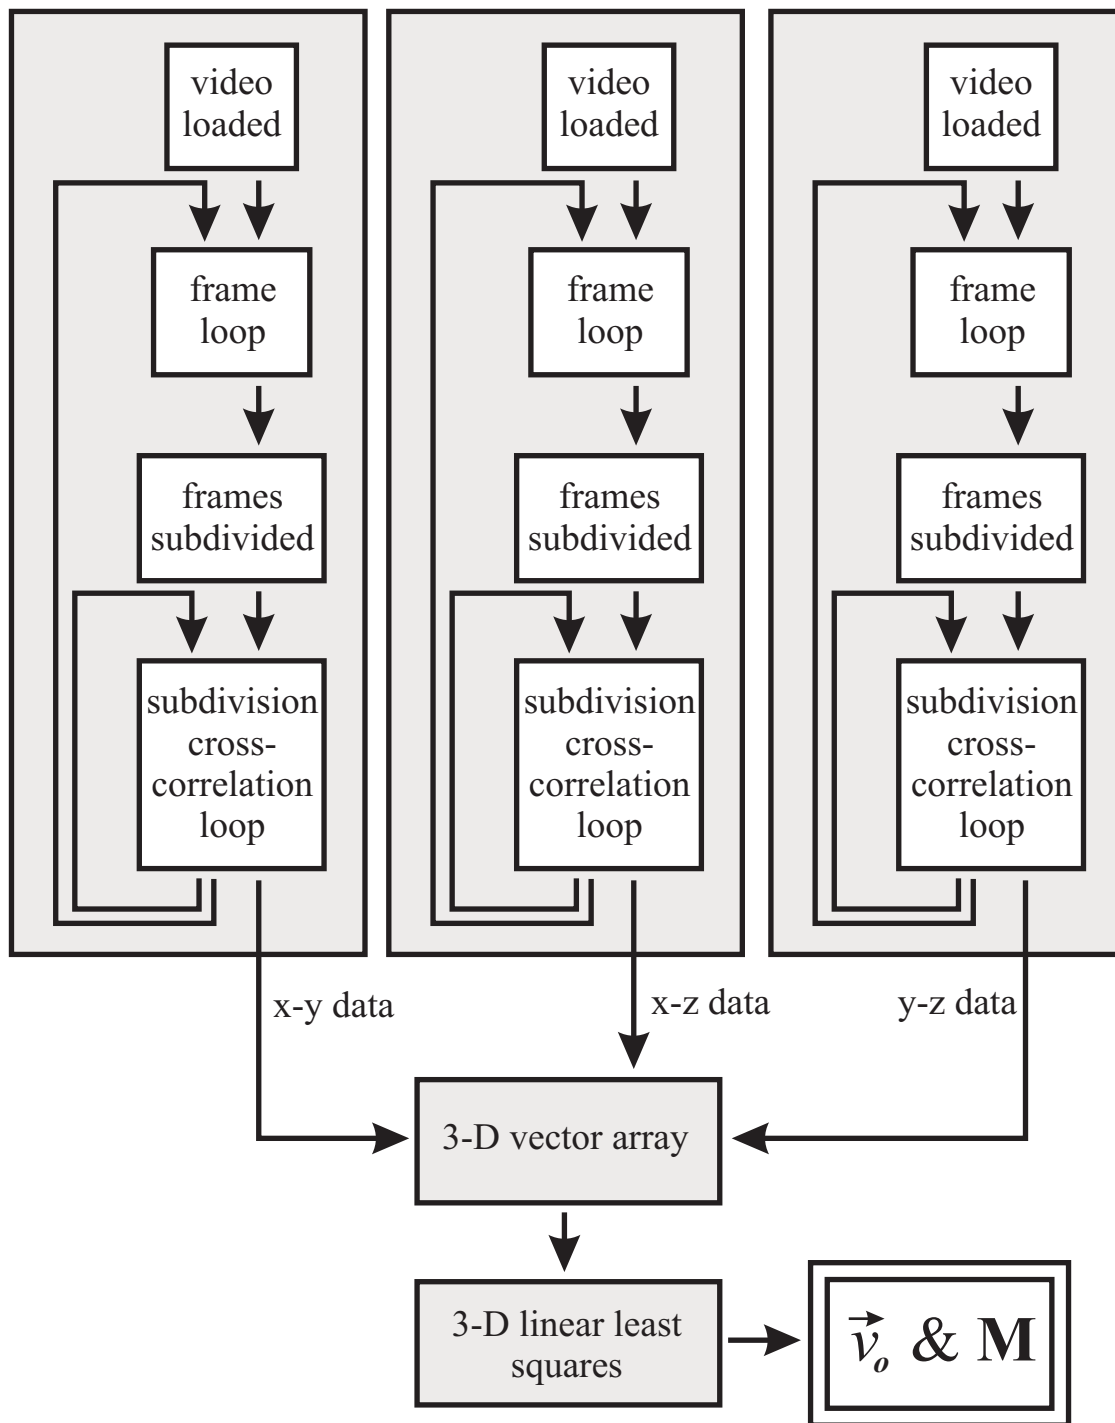 video
loaded
frame
loop
frames
subdivided
subdivision
cross-
correlation
loop
video
loaded
frame
loop
frames
subdivided
subdivision
cross-
correlation
loop
video
loaded
frame
loop
frames
subdivided
subdivision
cross-
correlation
loop
x-y data
x-z data
y-z data
3-D vector array
3-D linear least
squares
v⃗ₒ & M